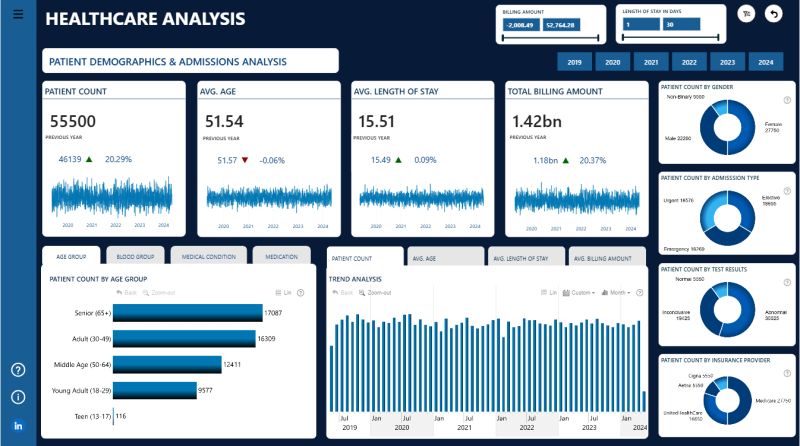 HEALTHCARE ANALYSIS
BILLING AMOUNT
-2,008.49 52,764.28
LENGTH OF STAY IN DAYS
1 30
PATIENT DEMOGRAPHICS & ADMISSIONS ANALYSIS
2019 2020 2021 2022 2023 2024
PATIENT COUNT
55500
PREVIOUS YEAR
46139 ▲ 20.29%
2020 2021 2022 2023 2024
AVG. AGE
51.54
PREVIOUS YEAR
51.57 ▼ -0.06%
2020 2021 2022 2023 2024
AVG. LENGTH OF STAY
15.51
PREVIOUS YEAR
15.49 ▲ 0.09%
2020 2021 2022 2023 2024
TOTAL BILLING AMOUNT
1.42bn
PREVIOUS YEAR
1.18bn ▲ 20.37%
2020 2021 2022 2023 2024
PATIENT COUNT BY GENDER
Non-Binary 5550
Male 22200
Female
27750
PATIENT COUNT BY ADMISSSION TYPE
Urgent 18576
Elective
Emergency 18269
PATIENT COUNT BY TEST RESULTS
Normal 5550
Inconclusive
19425
Abnormal
PATIENT COUNT BY INSURANCE PROVIDER
Cigna 5550
Aetna 5550
UnitedHealthCare
Medicare 27750
AGE GROUP BLOOD GROUP MEDICAL CONDITION MEDICATION
PATIENT COUNT BY AGE GROUP
Back Zoom-out Lin ?
Senior (65+) 17087
Adult (30-49) 16309
Middle Age (50-64) 12411
Young Adult (18-29) 9577
Teen (13-17) 116
PATIENT COUNT AVG. AGE AVG. LENGTH OF STAY AVG. BILLING AMOUNT
TREND ANALYSIS
Back Zoom-out Lin Custom Month ?
Jul Jan Jul Jan Jul Jan Jul Jan Jul Jan
2019 2020 2021 2022 2023 2024
?
i
in